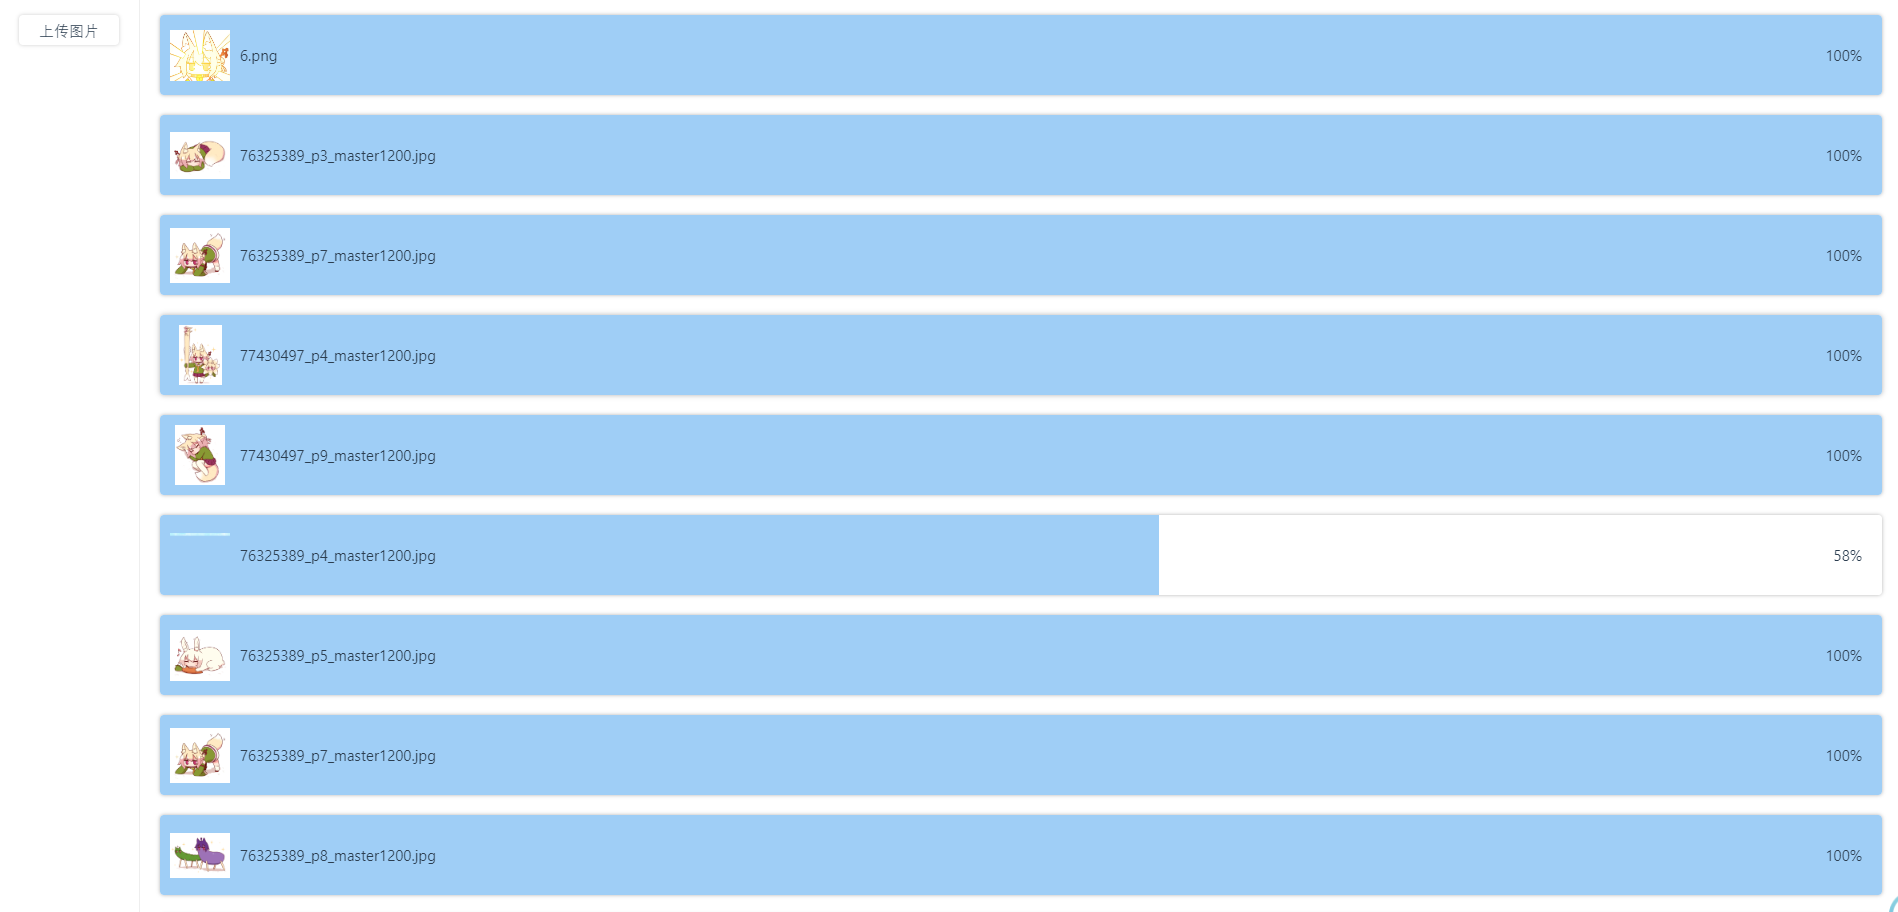 上传图片
6.png
100%
76325389_p3_master1200.jpg
100%
76325389_p7_master1200.jpg
100%
77430497_p4_master1200.jpg
100%
77430497_p9_master1200.jpg
100%
76325389_p4_master1200.jpg
58%
76325389_p5_master1200.jpg
100%
76325389_p7_master1200.jpg
100%
76325389_p8_master1200.jpg
100%